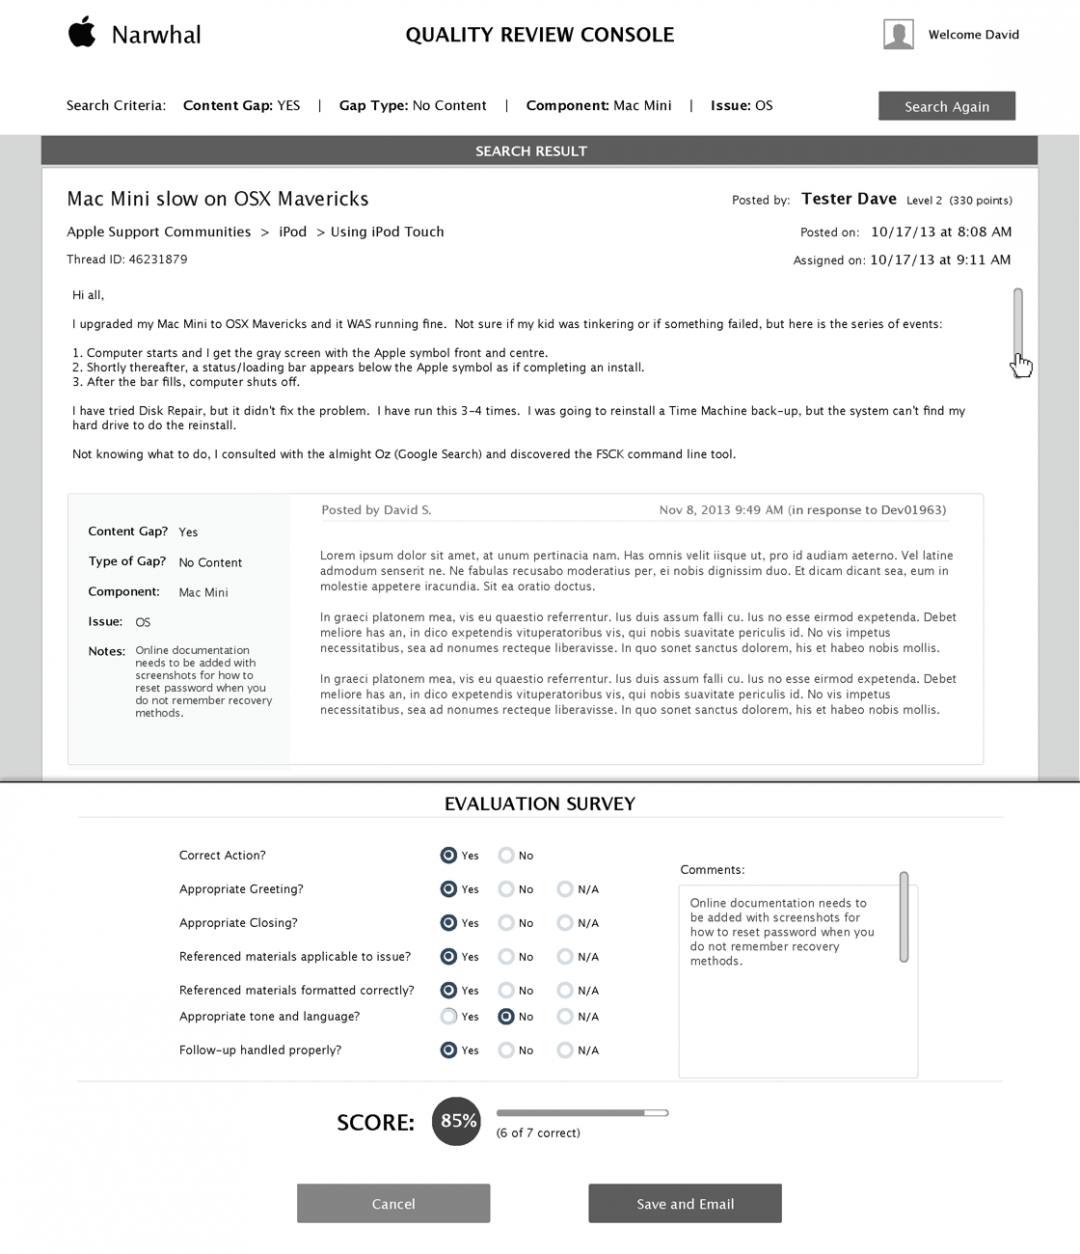 Narwhal
QUALITY REVIEW CONSOLE
Welcome David
Search Criteria: Content Gap: YES | Gap Type: No Content | Component: Mac Mini | Issue: OS
Search Again
SEARCH RESULT
Mac Mini slow on OSX Mavericks
Posted by: Tester Dave Level 2 (330 points)
Apple Support Communities > iPod > Using iPod Touch
Posted on: 10/17/13 at 8:08 AM
Thread ID: 46231879
Assigned on: 10/17/13 at 9:11 AM
Hi all,
I upgraded my Mac Mini to OSX Mavericks and it WAS running fine. Not sure if my kid was tinkering or if something failed, but here is the series of events:
1. Computer starts and I get the gray screen with the Apple symbol front and centre.
2. Shortly thereafter, a status/loading bar appears below the Apple symbol as if completing an install.
3. After the bar fills, computer shuts off.
I have tried Disk Repair, but it didn't fix the problem. I have run this 3-4 times. I was going to reinstall a Time Machine back-up, but the system can't find my
hard drive to do the reinstall.
Not knowing what to do, I consulted with the almight Oz (Google Search) and discovered the FSCK command line tool.
Content Gap? Yes
Type of Gap? No Content
Component: Mac Mini
Issue: OS
Notes: Online documentation
needs to be added with
screenshots for how to
reset password when you
do not remember recovery
methods.
Posted by David S.
Nov 8, 2013 9:49 AM (in response to Dev01963)
Lorem ipsum dolor sit amet, at unum pertinacia nam. Has omnis velit iisque ut, pro id audiam aeterno. Vel latine
admodum senserit ne. Ne fabulas recusabo moderatius per, ei nobis dignissim duo. Et dicam dicant sea, eum in
molestie appetere iracundia. Sit ea oratio doctus.
In graeci platonem mea, vis eu quaestio referrentur. Ius duis assum falli cu. Ius no esse eirmod expetenda. Debet
meliore has an, in dico expetendis vituperatoribus vis, qui nobis suavitate periculis id. No vis impetus
necessitatibus, sea ad nonumes recteque liberavisse. In quo sonet sanctus dolorem, his et habeo nobis mollis.
In graeci platonem mea, vis eu quaestio referrentur. Ius duis assum falli cu. Ius no esse eirmod expetenda. Debet
meliore has an, in dico expetendis vituperatoribus vis, qui nobis suavitate periculis id. No vis impetus
necessitatibus, sea ad nonumes recteque liberavisse. In quo sonet sanctus dolorem, his et habeo nobis mollis.
EVALUATION SURVEY
Correct Action? Yes No
Appropriate Greeting? Yes No N/A
Appropriate Closing? Yes No N/A
Referenced materials applicable to issue? Yes No N/A
Referenced materials formatted correctly? Yes No N/A
Appropriate tone and language? Yes No N/A
Follow-up handled properly? Yes No N/A
Comments:
Online documentation needs to
be added with screenshots for
how to reset password when you
do not remember recovery
methods.
SCORE: 85%
(6 of 7 correct)
Cancel
Save and Email